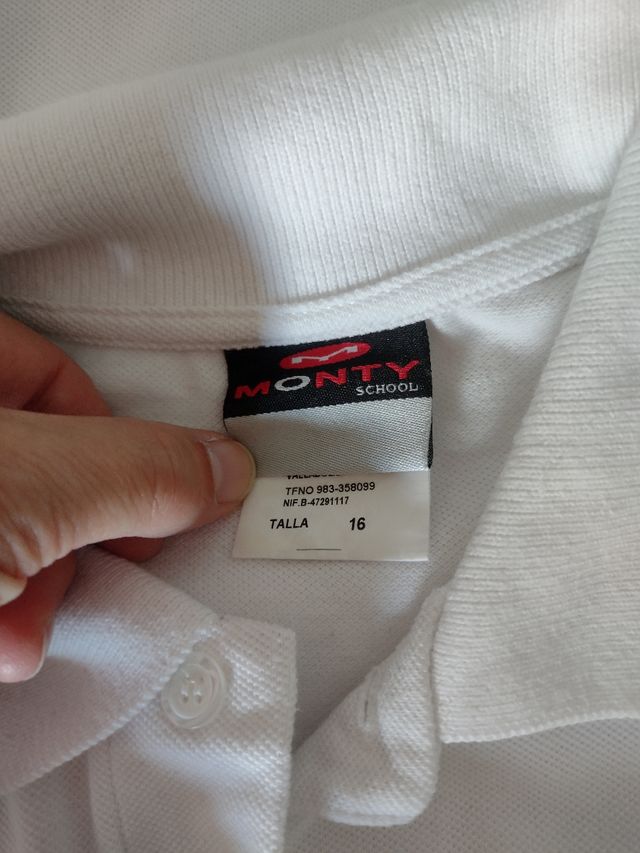 MONTY
SCHOOL
TFNO 983-358099
NIF.B-47291117
TALLA 16